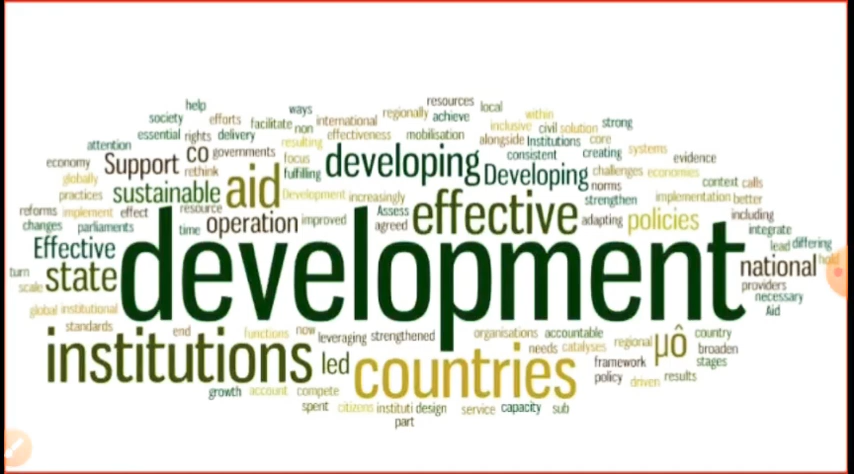 help
resources local
society efforts ways regionally achieve within
essential rights delivery facilitate non international inclusive civil solution strong
attention resulting effectiveness mobilisation alongside Institutions core
economy Support CO governments focus developing consistent creating systems evidence
globally rethink fulfilling Developing challenges economies
practices sustainable aid Development increasingly norms context calls
reforms implement effect resource Assess effective strengthen implementation better
changes parliaments time operation improved agreed adapting policies including
Effective development integrate
lead differing
turn state national hold
scale providers
global institutional necessary
standards Aid
end functions now leveraging strengthened organisations accountable country
institutions led needs catalyses regional µô broaden
countries framework stages
policy driven results
growth account compete
spent citizens instituti design service capacity sub
part